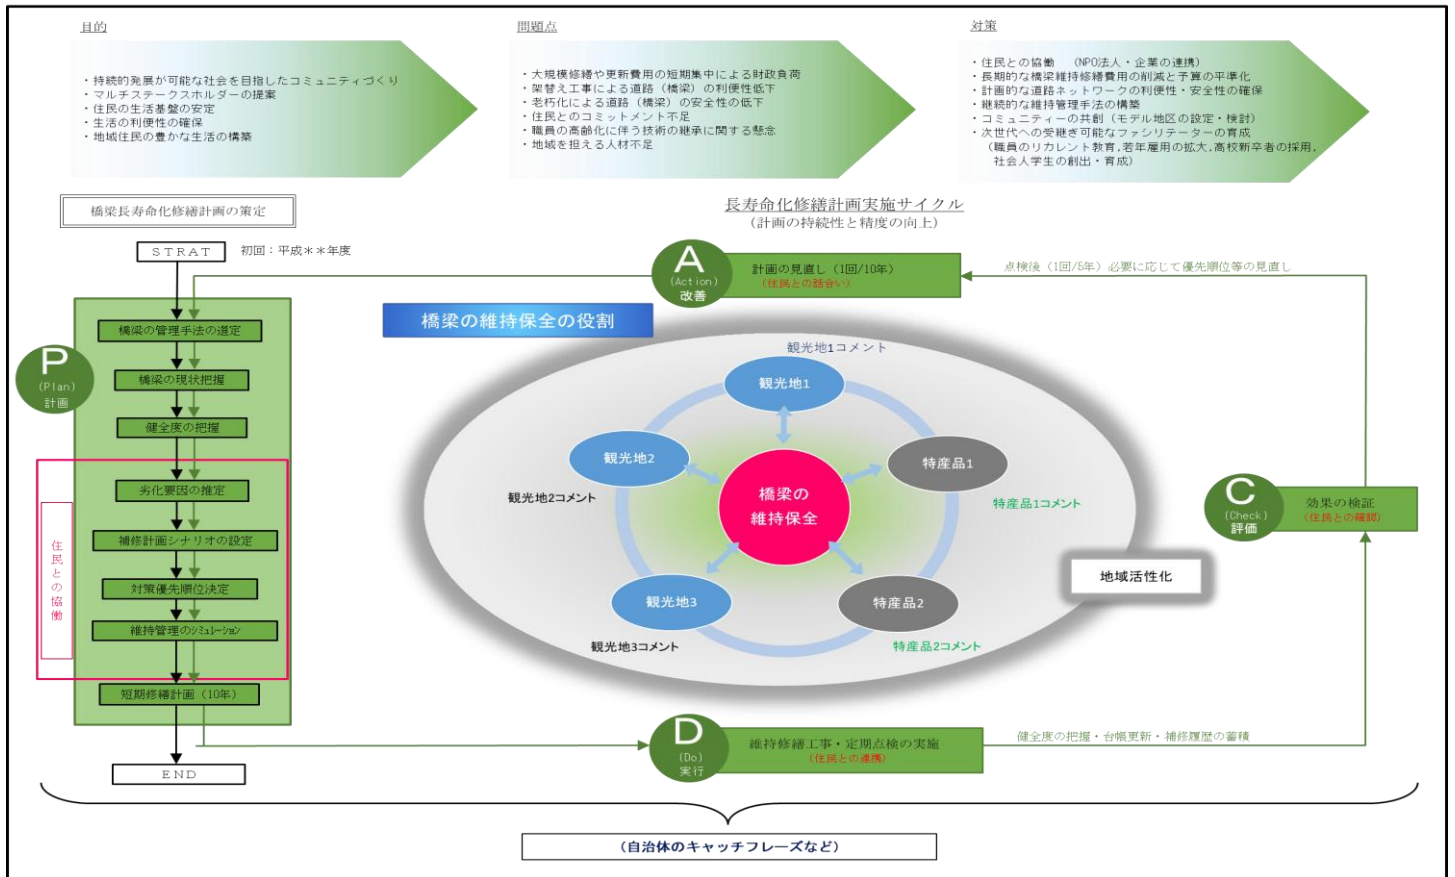 目的
・持続的発展が可能な社会を目指したコミュニティづくり
・マルチステークスホルダーの提案
・住民の生活基盤の安定
・生活の利便性の確保
・地域住民の豊かな生活の構築
問題点
・大規模修繕や更新費用の短期集中による財政負荷
・架替え工事による道路（橋梁）の利便性低下
・老朽化による道路（橋梁）の安全性の低下
・住民とのコミットメント不足
・職員の高齢化に伴う技術の継承に関する懸念
・地域を担える人材不足
対策
・住民との協働　（NPO法人・企業の連携）
・長期的な橋梁維持修繕費用の削減と予算の平準化
・計画的な道路ネットワークの利便性・安全性の確保
・継続的な維持管理手法の構築
・コミュニティーの共創（モデル地区の設定・検討）
・次世代への受継ぎ可能なファシリテーターの育成
（職員のリカレント教育,若年雇用の拡大,高校新卒者の採用,
社会人学生の創出・育成）
橋梁長寿命化修繕計画の策定
STRAT
初回：平成＊＊年度
P
(Plan)
計画
橋梁の管理手法の選定
橋梁の現状把握
健全度の把握
住民との協働
劣化要因の推定
補修計画シナリオの設定
対策優先順位決定
維持管理のシミュレーション
短期修繕計画（10年）
END
長寿命化修繕計画実施サイクル
（計画の持続性と精度の向上）
A
(Action)
改善
計画の見直し（1回/10年）
（住民との話合い）
点検後（1回/5年）必要に応じて優先順位等の見直し
橋梁の維持保全の役割
観光地1コメント
観光地1
観光地2
観光地2コメント
特産品1
特産品1コメント
橋梁の
維持保全
観光地3
観光地3コメント
特産品2
特産品2コメント
地域活性化
C
(Check)
評価
効果の検証
（住民との確認）
D
(Do)
実行
維持修繕工事・定期点検の実施
（住民との連携）
健全度の把握・台帳更新・補修履歴の蓄積
（自治体のキャッチフレーズなど）